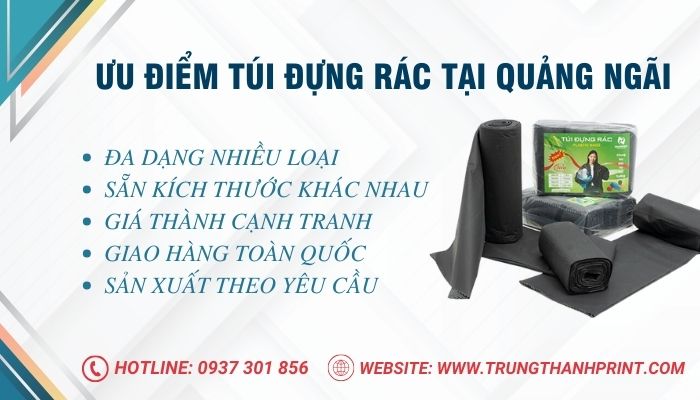 ƯU ĐIỂM TÚI ĐỰNG RÁC TẠI QUẢNG NGÃI
ĐA DẠNG NHIỀU LOẠI
SẴN KÍCH THƯỚC KHÁC NHAU
GIÁ THÀNH CẠNH TRANH
GIAO HÀNG TOÀN QUỐC
SẢN XUẤT THEO YÊU CẦU
TÚI ĐỰNG RÁC
HOTLINE: 0937 301 856
WEBSITE: WWW.TRUNGTHANHPRINT.COM